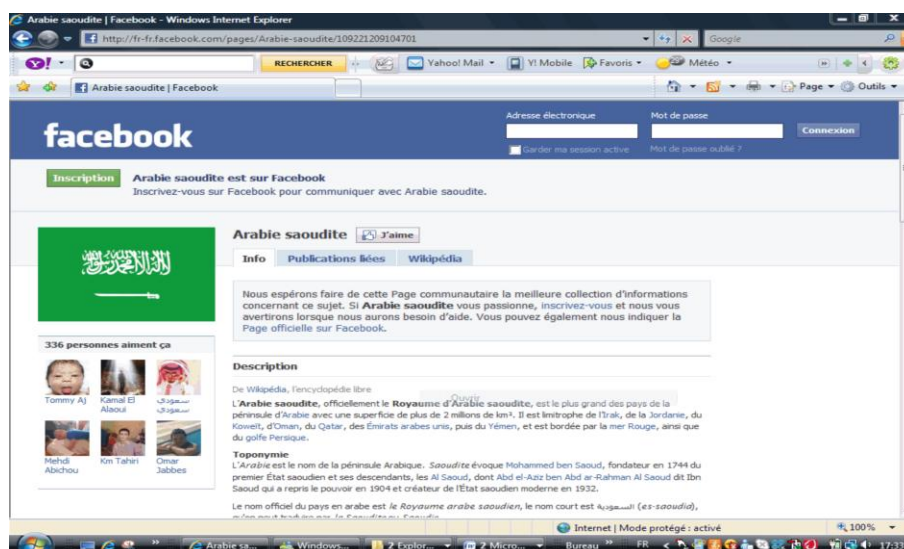 Arabie saoudite | Facebook - Windows Internet Explorer
http://fr-fr.facebook.com/pages/Arabie-saoudite/109221209104701
Google
RECHERCHER
Yahoo! Mail
Y! Mobile
Favoris
Météo
Arabie saoudite | Facebook
Page
Outils
facebook
Adresse électronique
Mot de passe
Connexion
Garder ma session active
Mot de passe oublié ?
Inscription
Arabie saoudite est sur Facebook
Inscrivez-vous sur Facebook pour communiquer avec Arabie saoudite.
Arabie saoudite
J'aime
Info
Publications liées
Wikipédia
Nous espérons faire de cette Page communautaire la meilleure collection d'informations
concernant ce sujet. Si Arabie saoudite vous passionne, inscrivez-vous et nous vous
avertirons lorsque nous aurons besoin d'aide. Vous pouvez également nous indiquer la
Page officielle sur Facebook.
336 personnes aiment ça
Tommy Aj
Kamal El
Alaoui
سعودي
سعودي
Mehdi
Abichou
Km Tahiri
Omar
Jabbes
Description
De Wikipédia, l'encyclopédie libre
Ouvrir
L'Arabie saoudite, officiellement le Royaume d'Arabie saoudite, est le plus grand des pays de la
péninsule d'Arabie avec une superficie de plus de 2 millions de km². Il est limitrophe de l'Irak, de la Jordanie, du
Koweït, d'Oman, du Qatar, des Émirats arabes unis, puis du Yémen, et est bordée par la mer Rouge, ainsi que
du golfe Persique.
Toponymie
L'Arabie est le nom de la péninsule Arabique. Saoudite évoque Mohammed ben Saoud, fondateur en 1744 du
premier État saoudien et ses descendants, les Al Saoud, dont Abd el-Aziz ben Abd ar-Rahman Al Saoud dit Ibn
Saoud qui a repris le pouvoir en 1904 et créateur de l'État saoudien moderne en 1932.
Le nom officiel du pays en arabe est le Royaume arabe saoudien, le nom court est السعودية (es-saoudia),
Internet | Mode protégé : activé
100%
Arabie sa...
Windows...
2 Explor...
2 Micro...
Bureau
FR
17:33